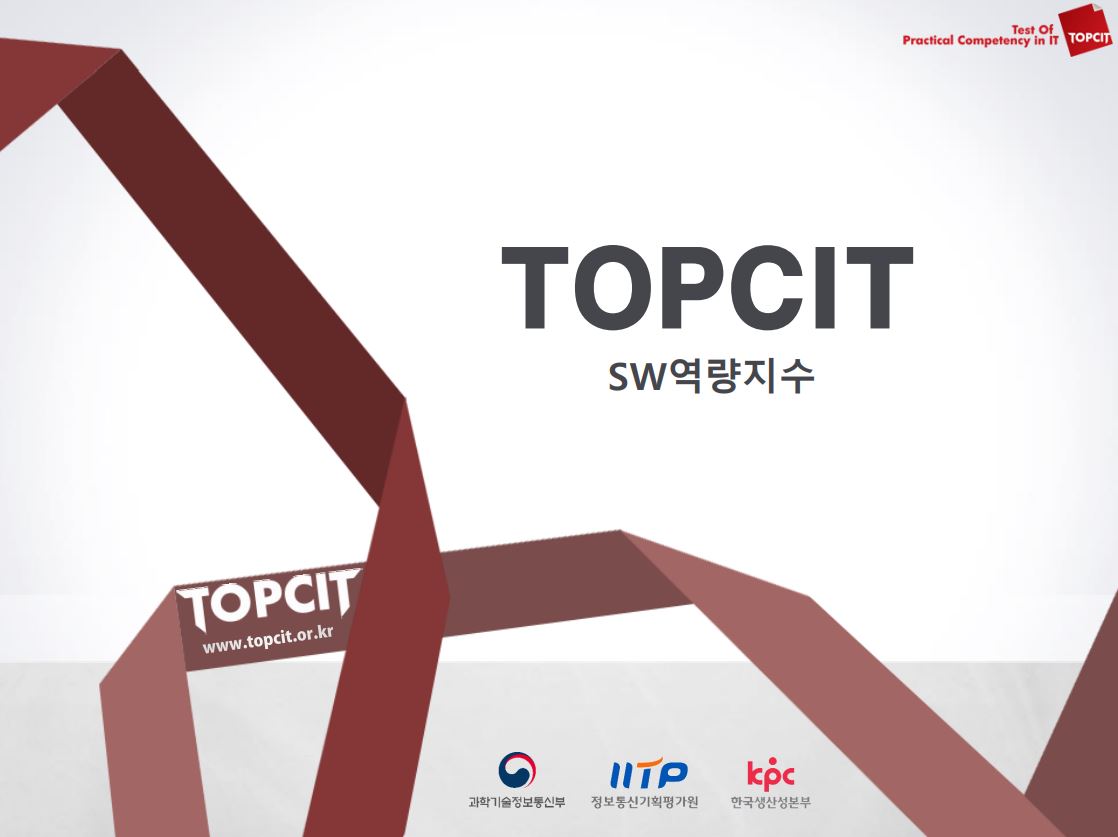 Test Of
Practical Competency in IT
TOPCIT
TOPCIT
SW역량지수
TOPCIT
www.topcit.or.kr
IITP
kpc
과학기술정보통신부
정보통신기획평가원
한국생산성본부